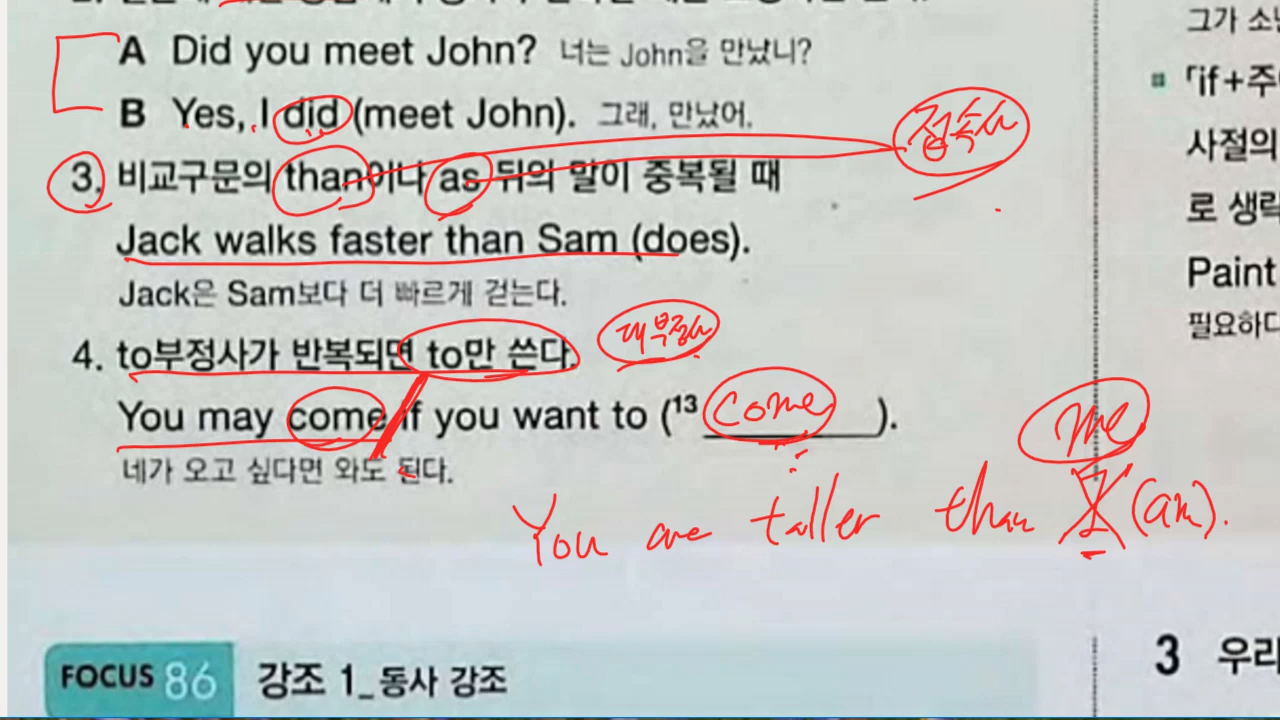 A Did you meet John? 너는 John을 만났니?
B Yes, I did (meet John). 그래, 만났어.
접속사
3. 비교구문의 than이나 as 뒤의 말이 중복될 때
Jack walks faster than Sam (does).
Jack은 Sam보다 더 빠르게 걷는다.
4. to부정사가 반복되면 to만 쓴다. 대부정사
You may come if you want to (13 come).
네가 오고 싶다면 와도 된다.
me
You are taller than I (am).
FOCUS 86 강조 1_동사 강조
그가 소
「if+주
사절의
로 생략
Paint
필요하다
3 우리